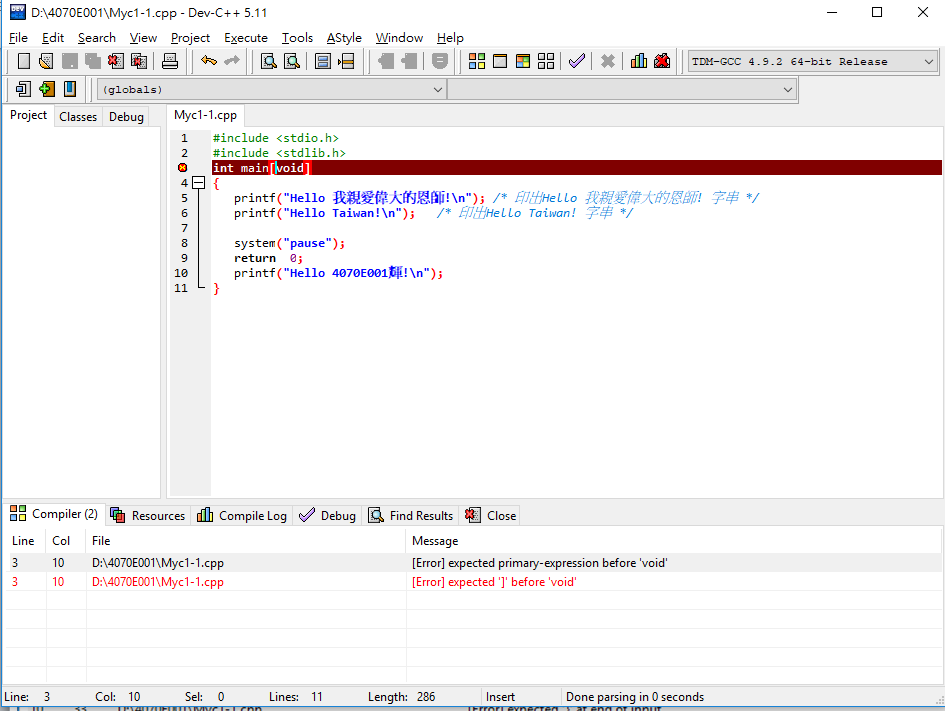 D:\4070E001\Myc1-1.cpp - Dev-C++ 5.11
File Edit Search View Project Execute Tools AStyle Window Help
TDM-GCC 4.9.2 64-bit Release
(globals)
Project Classes Debug
Myc1-1.cpp
1 #include <stdio.h>
2 #include <stdlib.h>
int main[void]
4 {
5 printf("Hello 我親愛偉大的恩師!\n"); /* 印出Hello 我親愛偉大的恩師! 字串 */
6 printf("Hello Taiwan!\n"); /* 印出Hello Taiwan! 字串 */
7
8 system("pause");
9 return 0;
10 printf("Hello 4070E001輝!\n");
11 }
Compiler (2) Resources Compile Log Debug Find Results Close
Line Col File Message
3 10 D:\4070E001\Myc1-1.cpp [Error] expected primary-expression before 'void'
3 10 D:\4070E001\Myc1-1.cpp [Error] expected ']' before 'void'
Line: 3 Col: 10 Sel: 0 Lines: 11 Length: 286 Insert Done parsing in 0 seconds